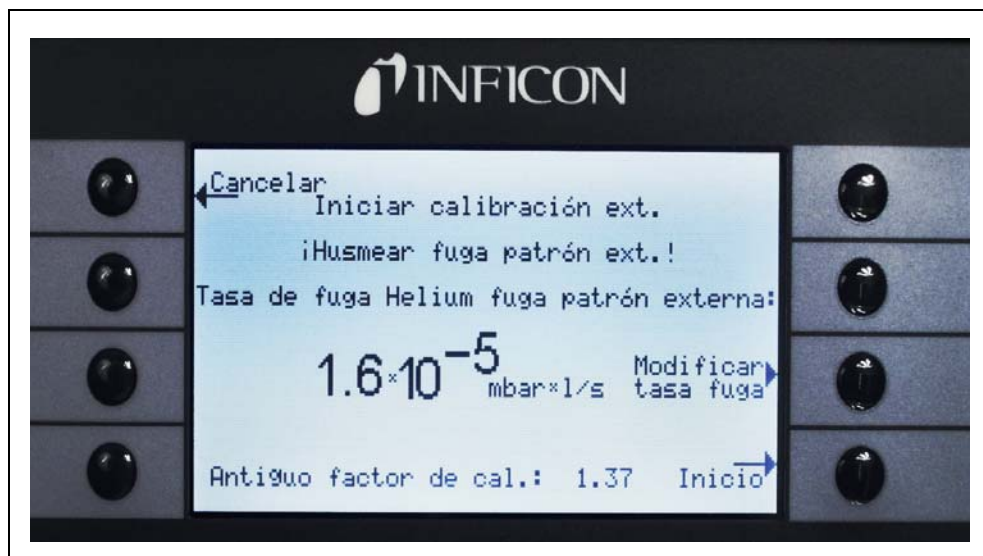 INFICON
Cancelar
Iniciar calibración ext.
¡Husmear fuga patrón ext.!
Tasa de fuga Helium fuga patrón externa:
1.6×10⁻⁵ mbar×l/s
Modificar
tasa fuga
Antiguo factor de cal.: 1.37 Inicio